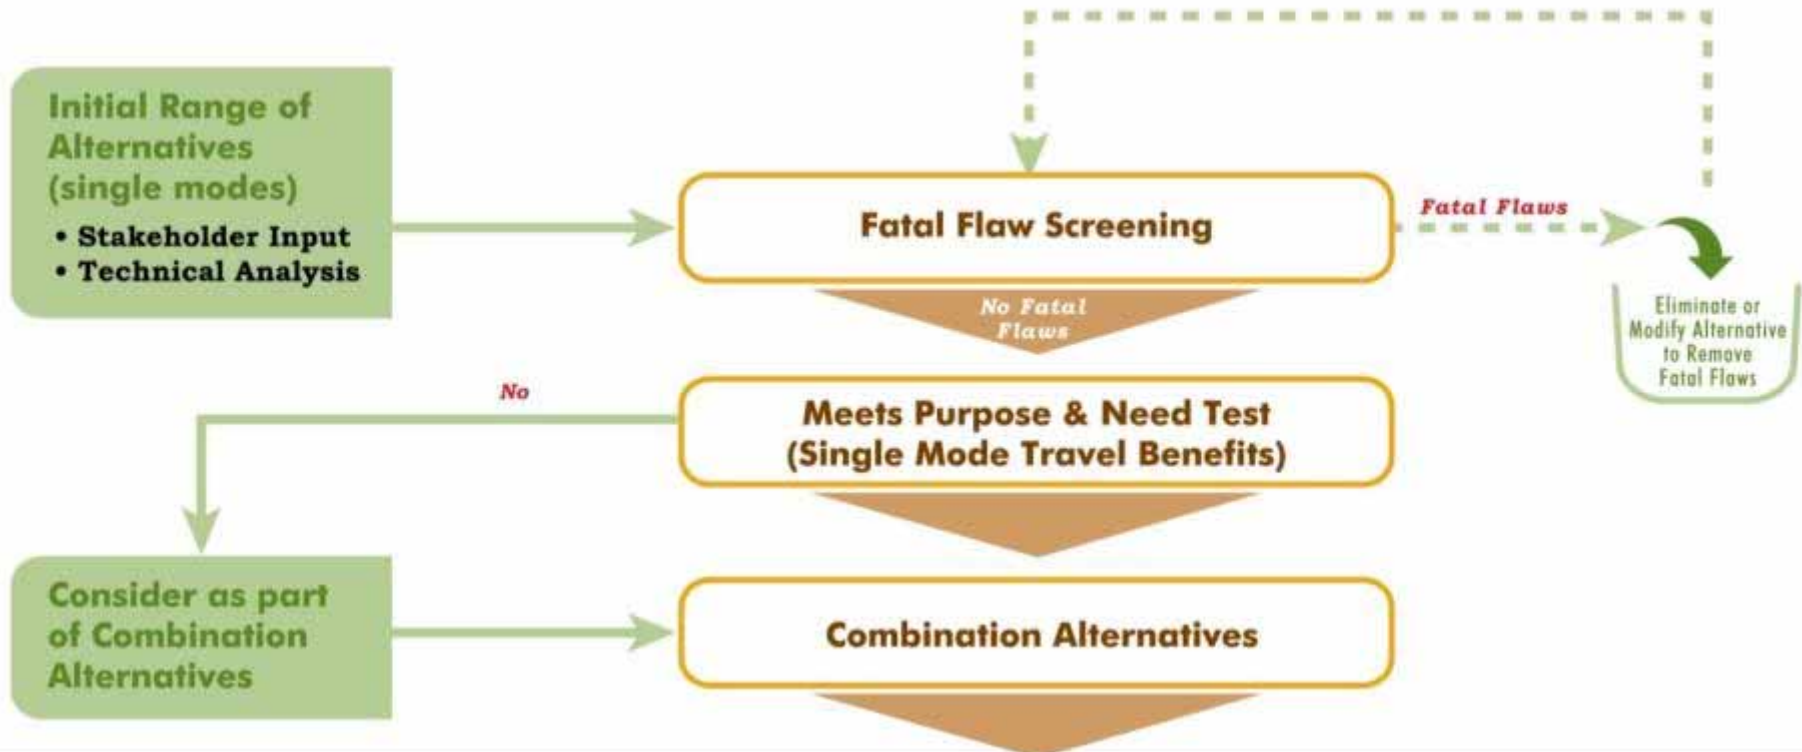 Initial Range of
Alternatives
(single modes)
• Stakeholder Input
• Technical Analysis
Fatal Flaw Screening
Fatal Flaws
Eliminate or
Modify Alternative
to Remove
Fatal Flaws
No Fatal
Flaws
No
Meets Purpose & Need Test
(Single Mode Travel Benefits)
Consider as part
of Combination
Alternatives
Combination Alternatives